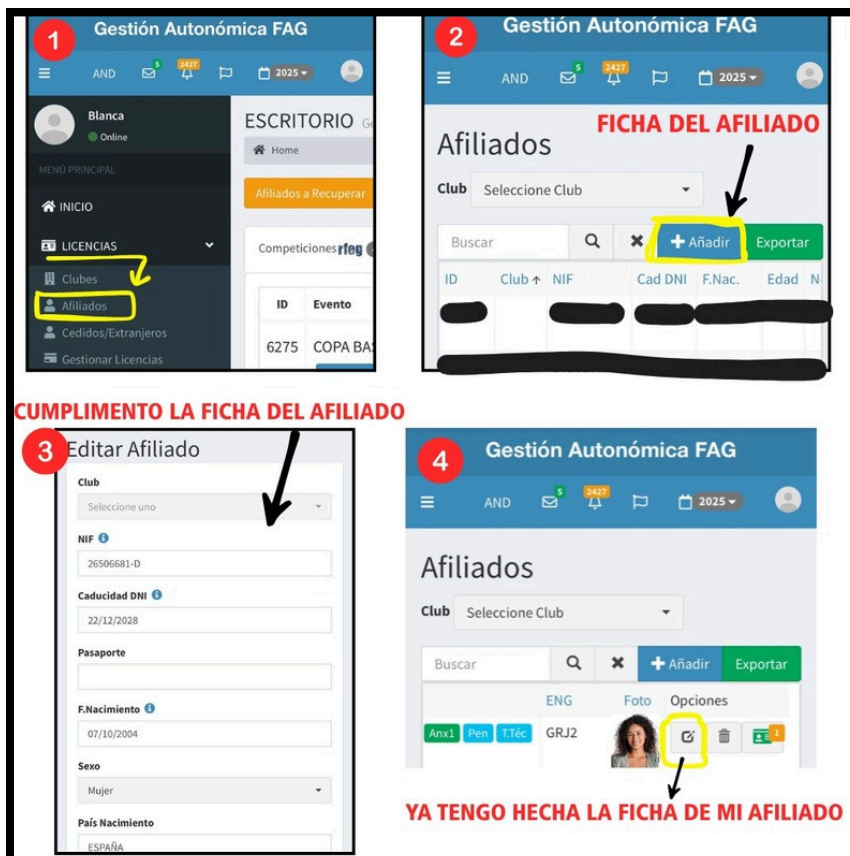 1
Gestión Autonómica FAG
AND 5 2427 2025
Blanca
Online
MENÚ PRINCIPAL
INICIO
LICENCIAS
Clubes
Afiliados
Cedidos/Extranjeros
Gestionar Licencias
ESCRITORIO
Home
Afiliados a Recuperar
Competiciones rfeg
ID Evento
6275 COPA BAS
2
Gestión Autonómica FAG
AND 5 2427 2025
FICHA DEL AFILIADO
Afiliados
Club Seleccione Club
Buscar Añadir Exportar
ID Club NIF Cad DNI F.Nac. Edad N
CUMPLIMENTO LA FICHA DEL AFILIADO
3
Editar Afiliado
Club
Seleccione uno
NIF
26506681-D
Caducidad DNI
22/12/2028
Pasaporte
F.Nacimiento
07/10/2004
Sexo
Mujer
País Nacimiento
ESPAÑA
4
Gestión Autonómica FAG
AND 5 2427 2025
Afiliados
Club Seleccione Club
Buscar Añadir Exportar
ENG Foto Opciones
Anx1 Pen T.Téc GRJ2 1
YA TENGO HECHA LA FICHA DE MI AFILIADO